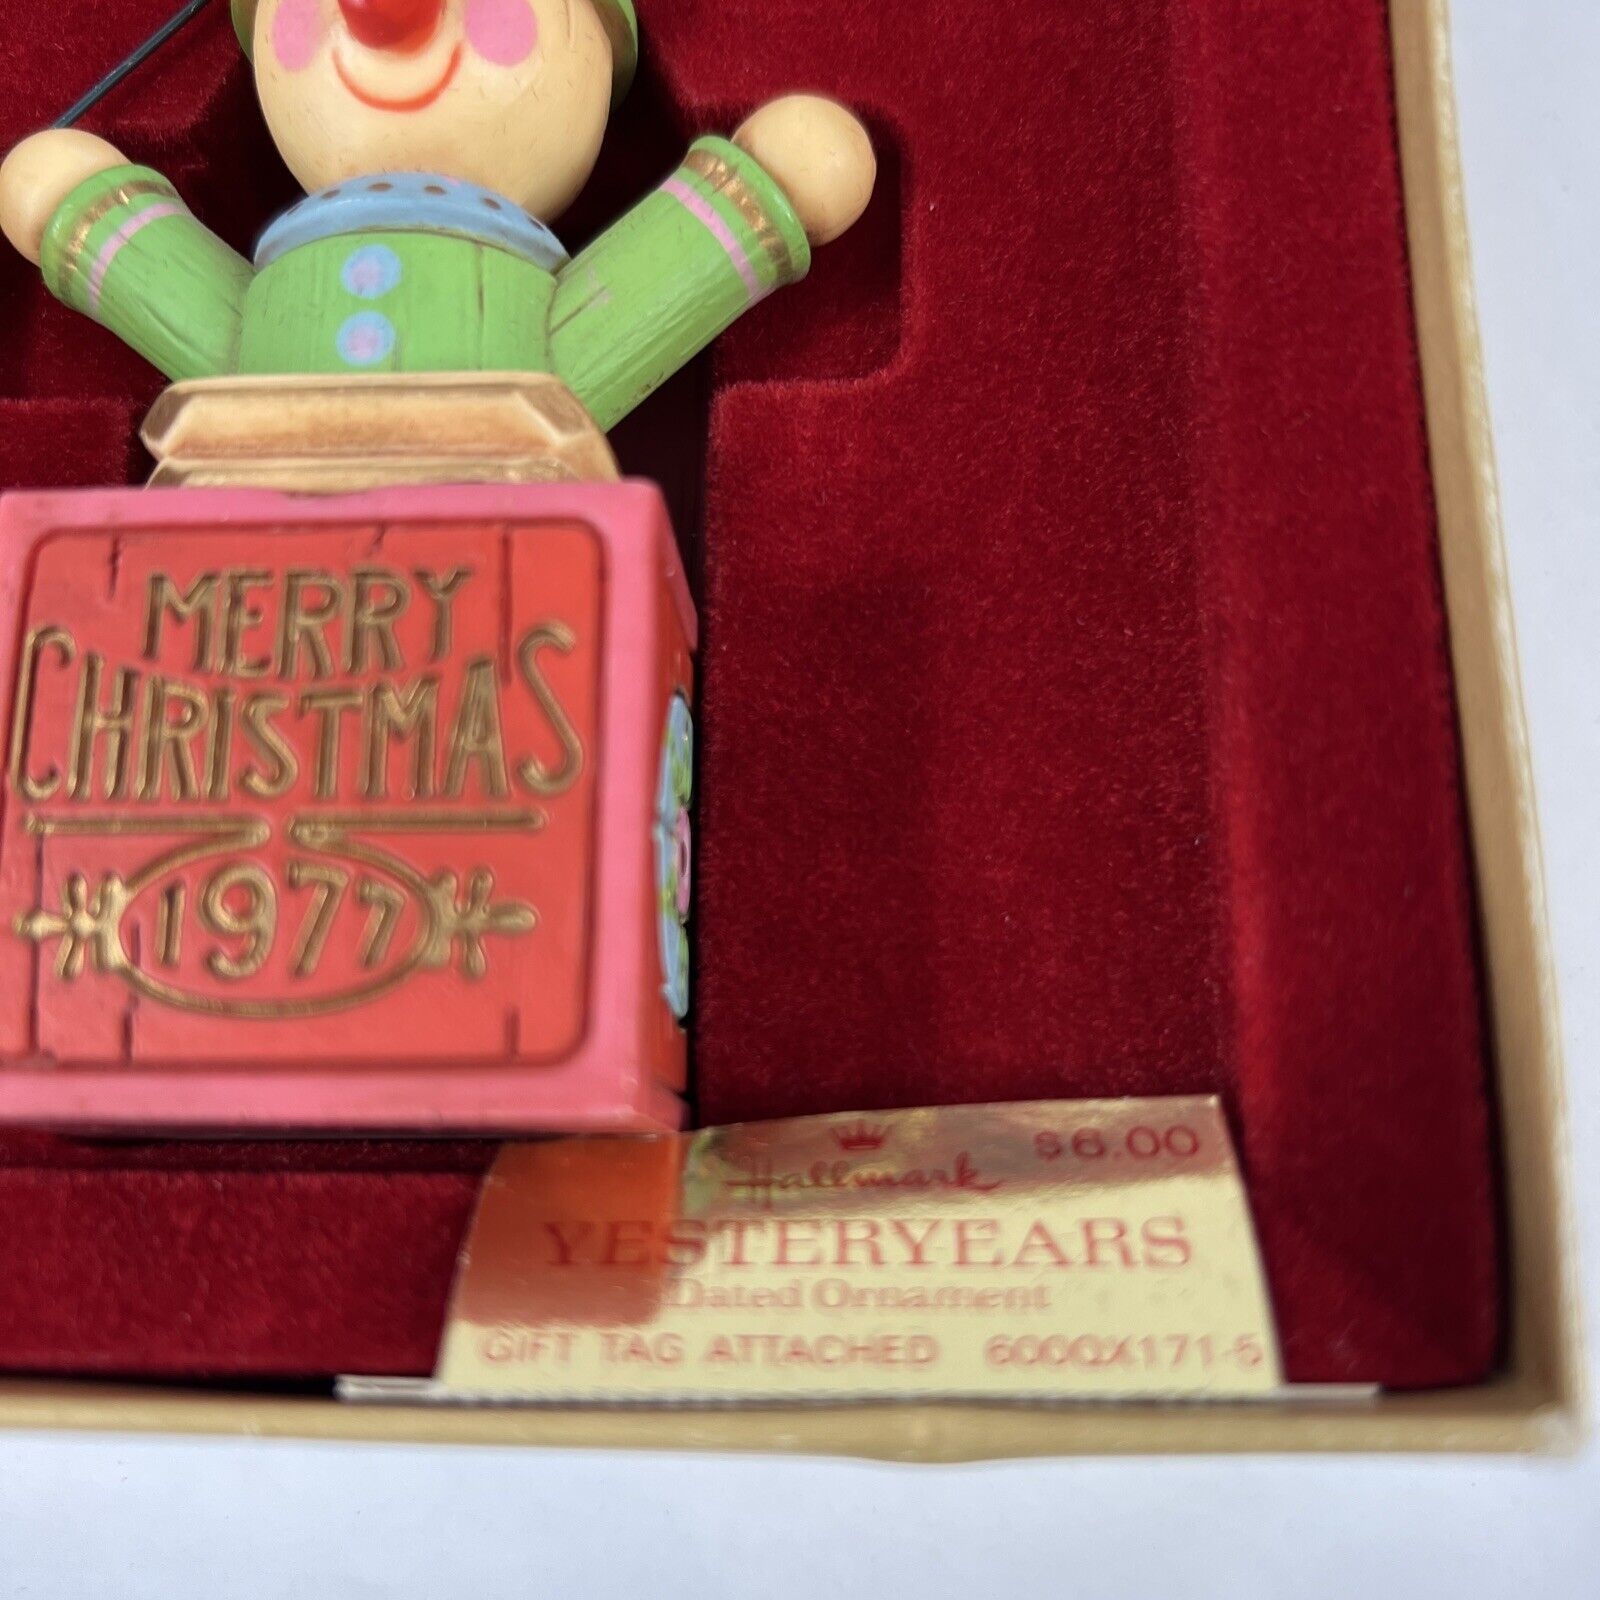 MERRY
CHRISTMAS
1977
Hallmark $6.00
YESTERYEARS
Dated Ornament
GIFT TAG ATTACHED 600QX171-5